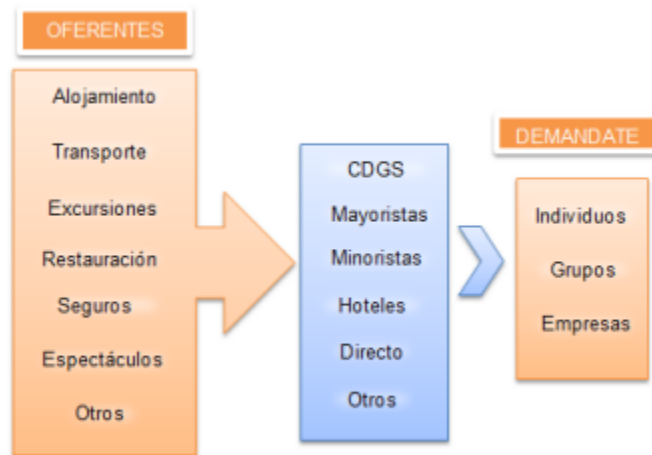 OFERENTES
Alojamiento
Transporte
Excursiones
Restauración
Seguros
Espectáculos
Otros
CDGS
Mayoristas
Minoristas
Hoteles
Directo
Otros
DEMANDATE
Individuos
Grupos
Empresas